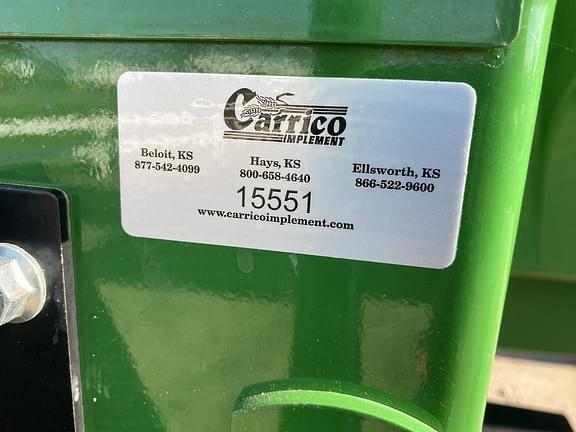 Carrico
IMPLEMENT
Beloit, KS
877-542-4099
Hays, KS
800-658-4640
Ellsworth, KS
866-522-9600
15551
www.carricoimplement.com